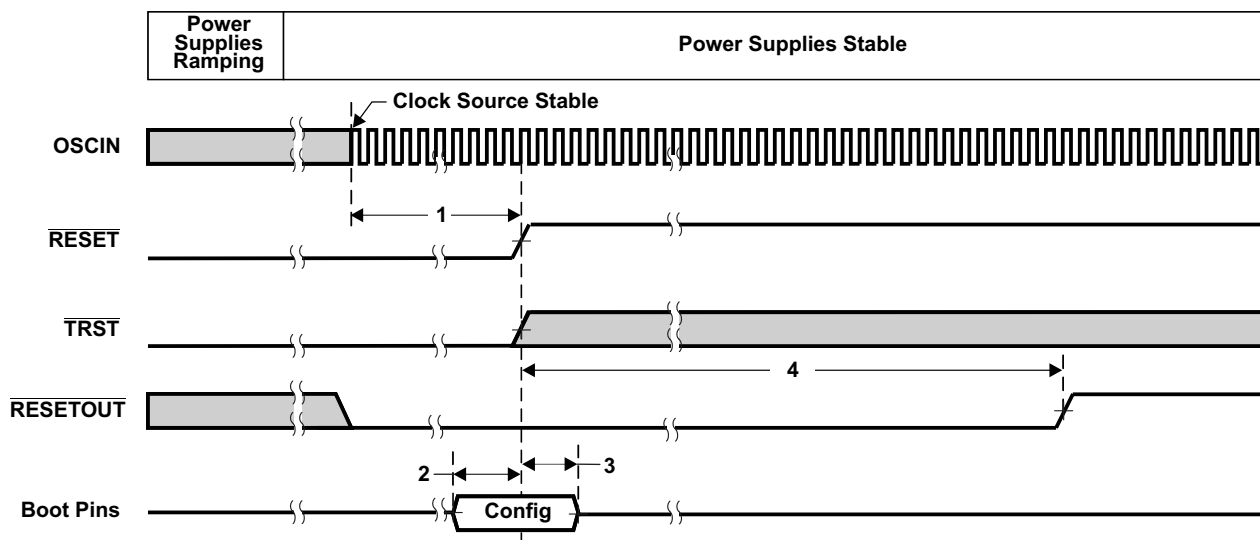 Power
Supplies
Ramping
Power Supplies Stable
Clock Source Stable
OSCIN
1
RESET
TRST
4
RESETOUT
2
3
Boot Pins
Config